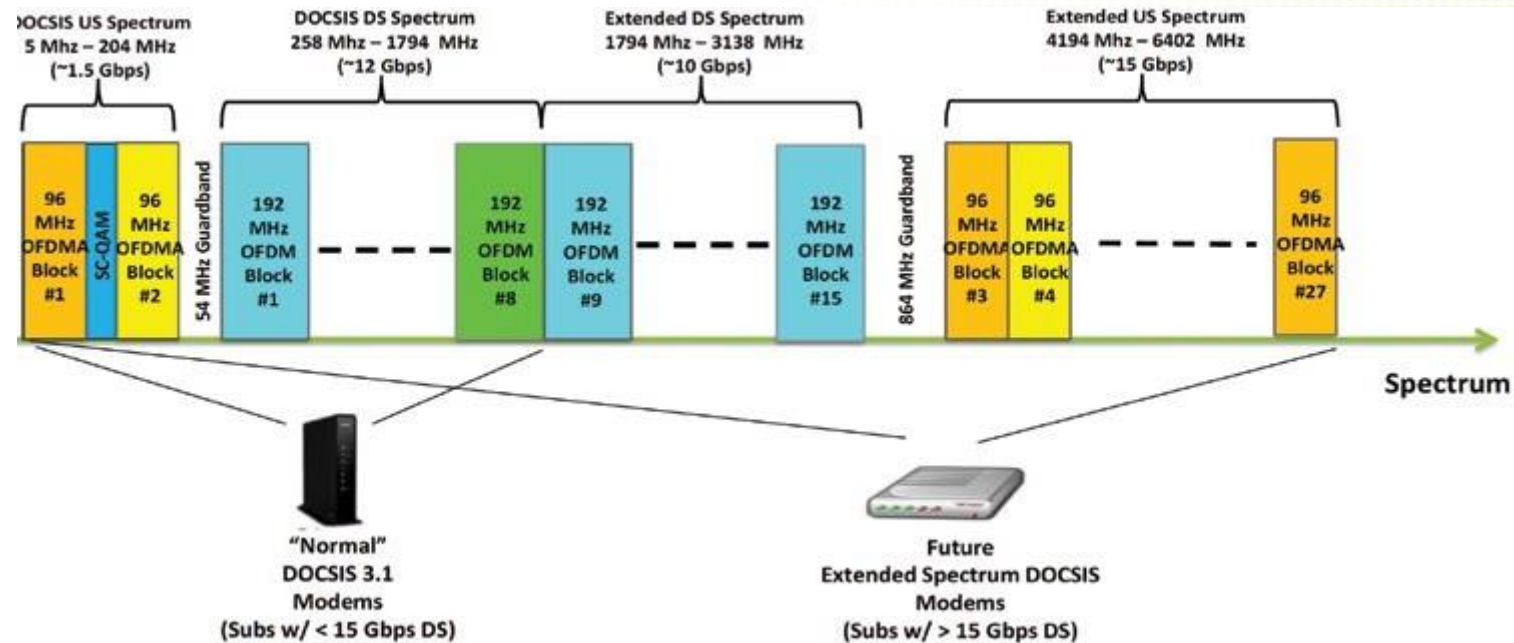 DOCSIS US Spectrum
5 Mhz – 204 MHz
(~1.5 Gbps)
DOCSIS DS Spectrum
258 Mhz – 1794 MHz
(~12 Gbps)
Extended DS Spectrum
1794 Mhz – 3138 MHz
(~10 Gbps)
Extended US Spectrum
4194 Mhz – 6402 MHz
(~15 Gbps)
96
MHz
OFDMA
Block
#1
SC-QAM
96
MHz
OFDMA
Block
#2
54 MHz Guardband
192
MHz
OFDM
Block
#1
192
MHz
OFDM
Block
#8
192
MHz
OFDM
Block
#9
192
MHz
OFDM
Block
#15
864 MHz Guardband
96
MHz
OFDMA
Block
#3
96
MHz
OFDMA
Block
#4
96
MHz
OFDMA
Block
#27
Spectrum
"Normal"
DOCSIS 3.1
Modems
(Subs w/ < 15 Gbps DS)
Future
Extended Spectrum DOCSIS
Modems
(Subs w/ > 15 Gbps DS)